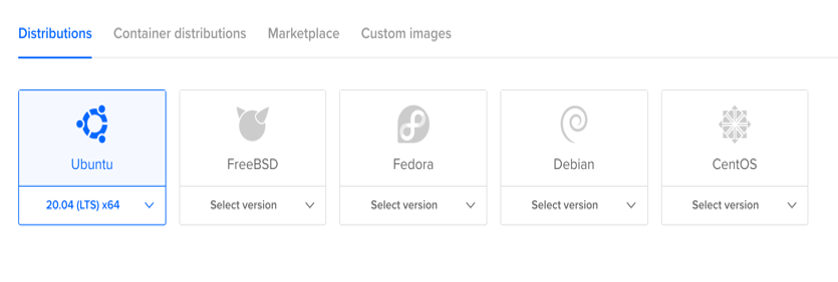 Distributions Container distributions Marketplace Custom images
Ubuntu FreeBSD Fedora Debian CentOS
20.04 (LTS) x64 Select version Select version Select version Select version